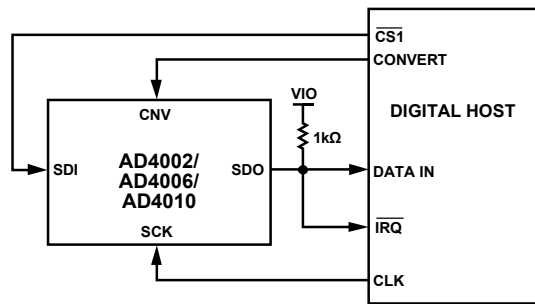 CS1
CONVERT
VIO
CNV
DIGITAL HOST
1kΩ
AD4002/
AD4006/
AD4010
SDI
SDO
DATA IN
SCK
IRQ
CLK